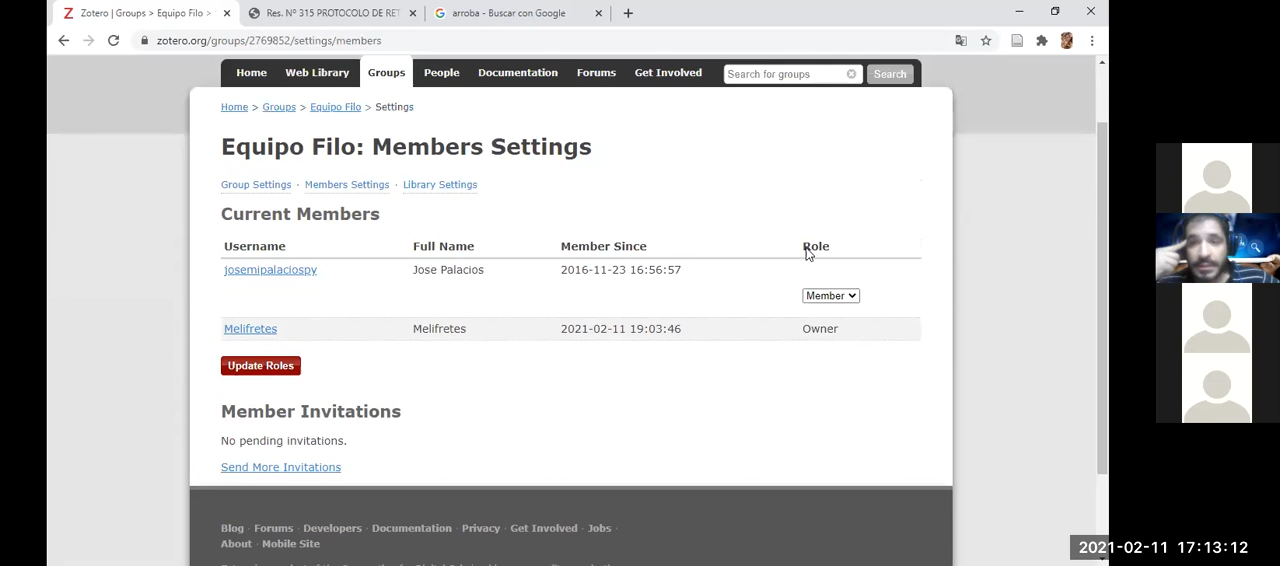 Zotero | Groups > Equipo Filo >
Res. Nº 315 PROTOCOLO DE RET
arroba - Buscar con Google
zotero.org/groups/2769852/settings/members
Home Web Library Groups People Documentation Forums Get Involved Search for groups Search
Home > Groups > Equipo Filo > Settings
Equipo Filo: Members Settings
Group Settings · Members Settings · Library Settings
Current Members
Username Full Name Member Since Role
josemipalaciospy Jose Palacios 2016-11-23 16:56:57
Member
Melifretes Melifretes 2021-02-11 19:03:46 Owner
Update Roles
Member Invitations
No pending invitations.
Send More Invitations
Blog · Forums · Developers · Documentation · Privacy · Get Involved · Jobs ·
About · Mobile Site
2021-02-11 17:13:12